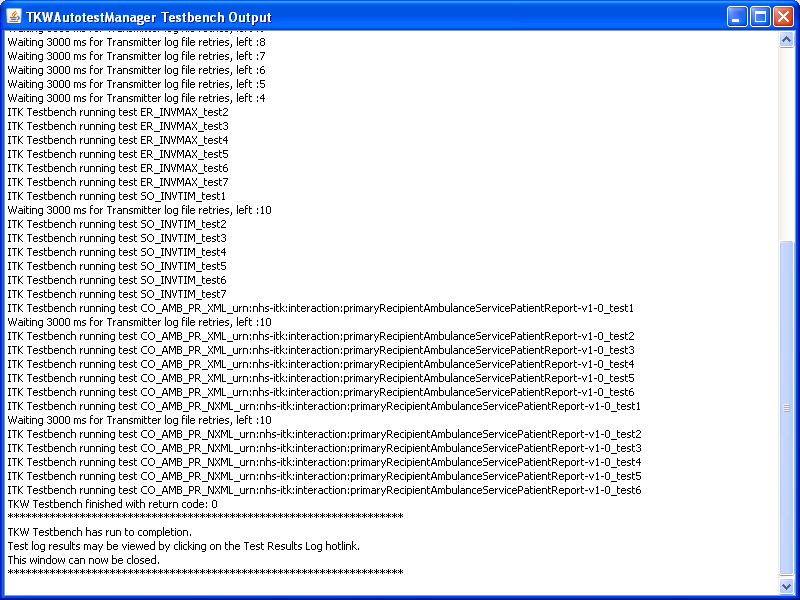 TKWAutotestManager Testbench Output
Waiting 3000 ms for Transmitter log file retries, left :8
Waiting 3000 ms for Transmitter log file retries, left :7
Waiting 3000 ms for Transmitter log file retries, left :6
Waiting 3000 ms for Transmitter log file retries, left :5
Waiting 3000 ms for Transmitter log file retries, left :4
ITK Testbench running test ER_INVMAX_test2
ITK Testbench running test ER_INVMAX_test3
ITK Testbench running test ER_INVMAX_test4
ITK Testbench running test ER_INVMAX_test5
ITK Testbench running test ER_INVMAX_test6
ITK Testbench running test ER_INVMAX_test7
ITK Testbench running test SO_INVTIM_test1
Waiting 3000 ms for Transmitter log file retries, left :10
ITK Testbench running test SO_INVTIM_test2
ITK Testbench running test SO_INVTIM_test3
ITK Testbench running test SO_INVTIM_test4
ITK Testbench running test SO_INVTIM_test5
ITK Testbench running test SO_INVTIM_test6
ITK Testbench running test SO_INVTIM_test7
ITK Testbench running test CO_AMB_PR_XML_urn:nhs-itk:interaction:primaryRecipientAmbulanceServicePatientReport-v1-0_test1
Waiting 3000 ms for Transmitter log file retries, left :10
ITK Testbench running test CO_AMB_PR_XML_urn:nhs-itk:interaction:primaryRecipientAmbulanceServicePatientReport-v1-0_test2
ITK Testbench running test CO_AMB_PR_XML_urn:nhs-itk:interaction:primaryRecipientAmbulanceServicePatientReport-v1-0_test3
ITK Testbench running test CO_AMB_PR_XML_urn:nhs-itk:interaction:primaryRecipientAmbulanceServicePatientReport-v1-0_test4
ITK Testbench running test CO_AMB_PR_XML_urn:nhs-itk:interaction:primaryRecipientAmbulanceServicePatientReport-v1-0_test5
ITK Testbench running test CO_AMB_PR_XML_urn:nhs-itk:interaction:primaryRecipientAmbulanceServicePatientReport-v1-0_test6
ITK Testbench running test CO_AMB_PR_NXML_urn:nhs-itk:interaction:primaryRecipientAmbulanceServicePatientReport-v1-0_test1
Waiting 3000 ms for Transmitter log file retries, left :10
ITK Testbench running test CO_AMB_PR_NXML_urn:nhs-itk:interaction:primaryRecipientAmbulanceServicePatientReport-v1-0_test2
ITK Testbench running test CO_AMB_PR_NXML_urn:nhs-itk:interaction:primaryRecipientAmbulanceServicePatientReport-v1-0_test3
ITK Testbench running test CO_AMB_PR_NXML_urn:nhs-itk:interaction:primaryRecipientAmbulanceServicePatientReport-v1-0_test4
ITK Testbench running test CO_AMB_PR_NXML_urn:nhs-itk:interaction:primaryRecipientAmbulanceServicePatientReport-v1-0_test5
ITK Testbench running test CO_AMB_PR_NXML_urn:nhs-itk:interaction:primaryRecipientAmbulanceServicePatientReport-v1-0_test6
TKW Testbench finished with return code: 0
******************************************************************
TKW Testbench has run to completion.
Test log results may be viewed by clicking on the Test Results Log hotlink.
This window can now be closed.
******************************************************************